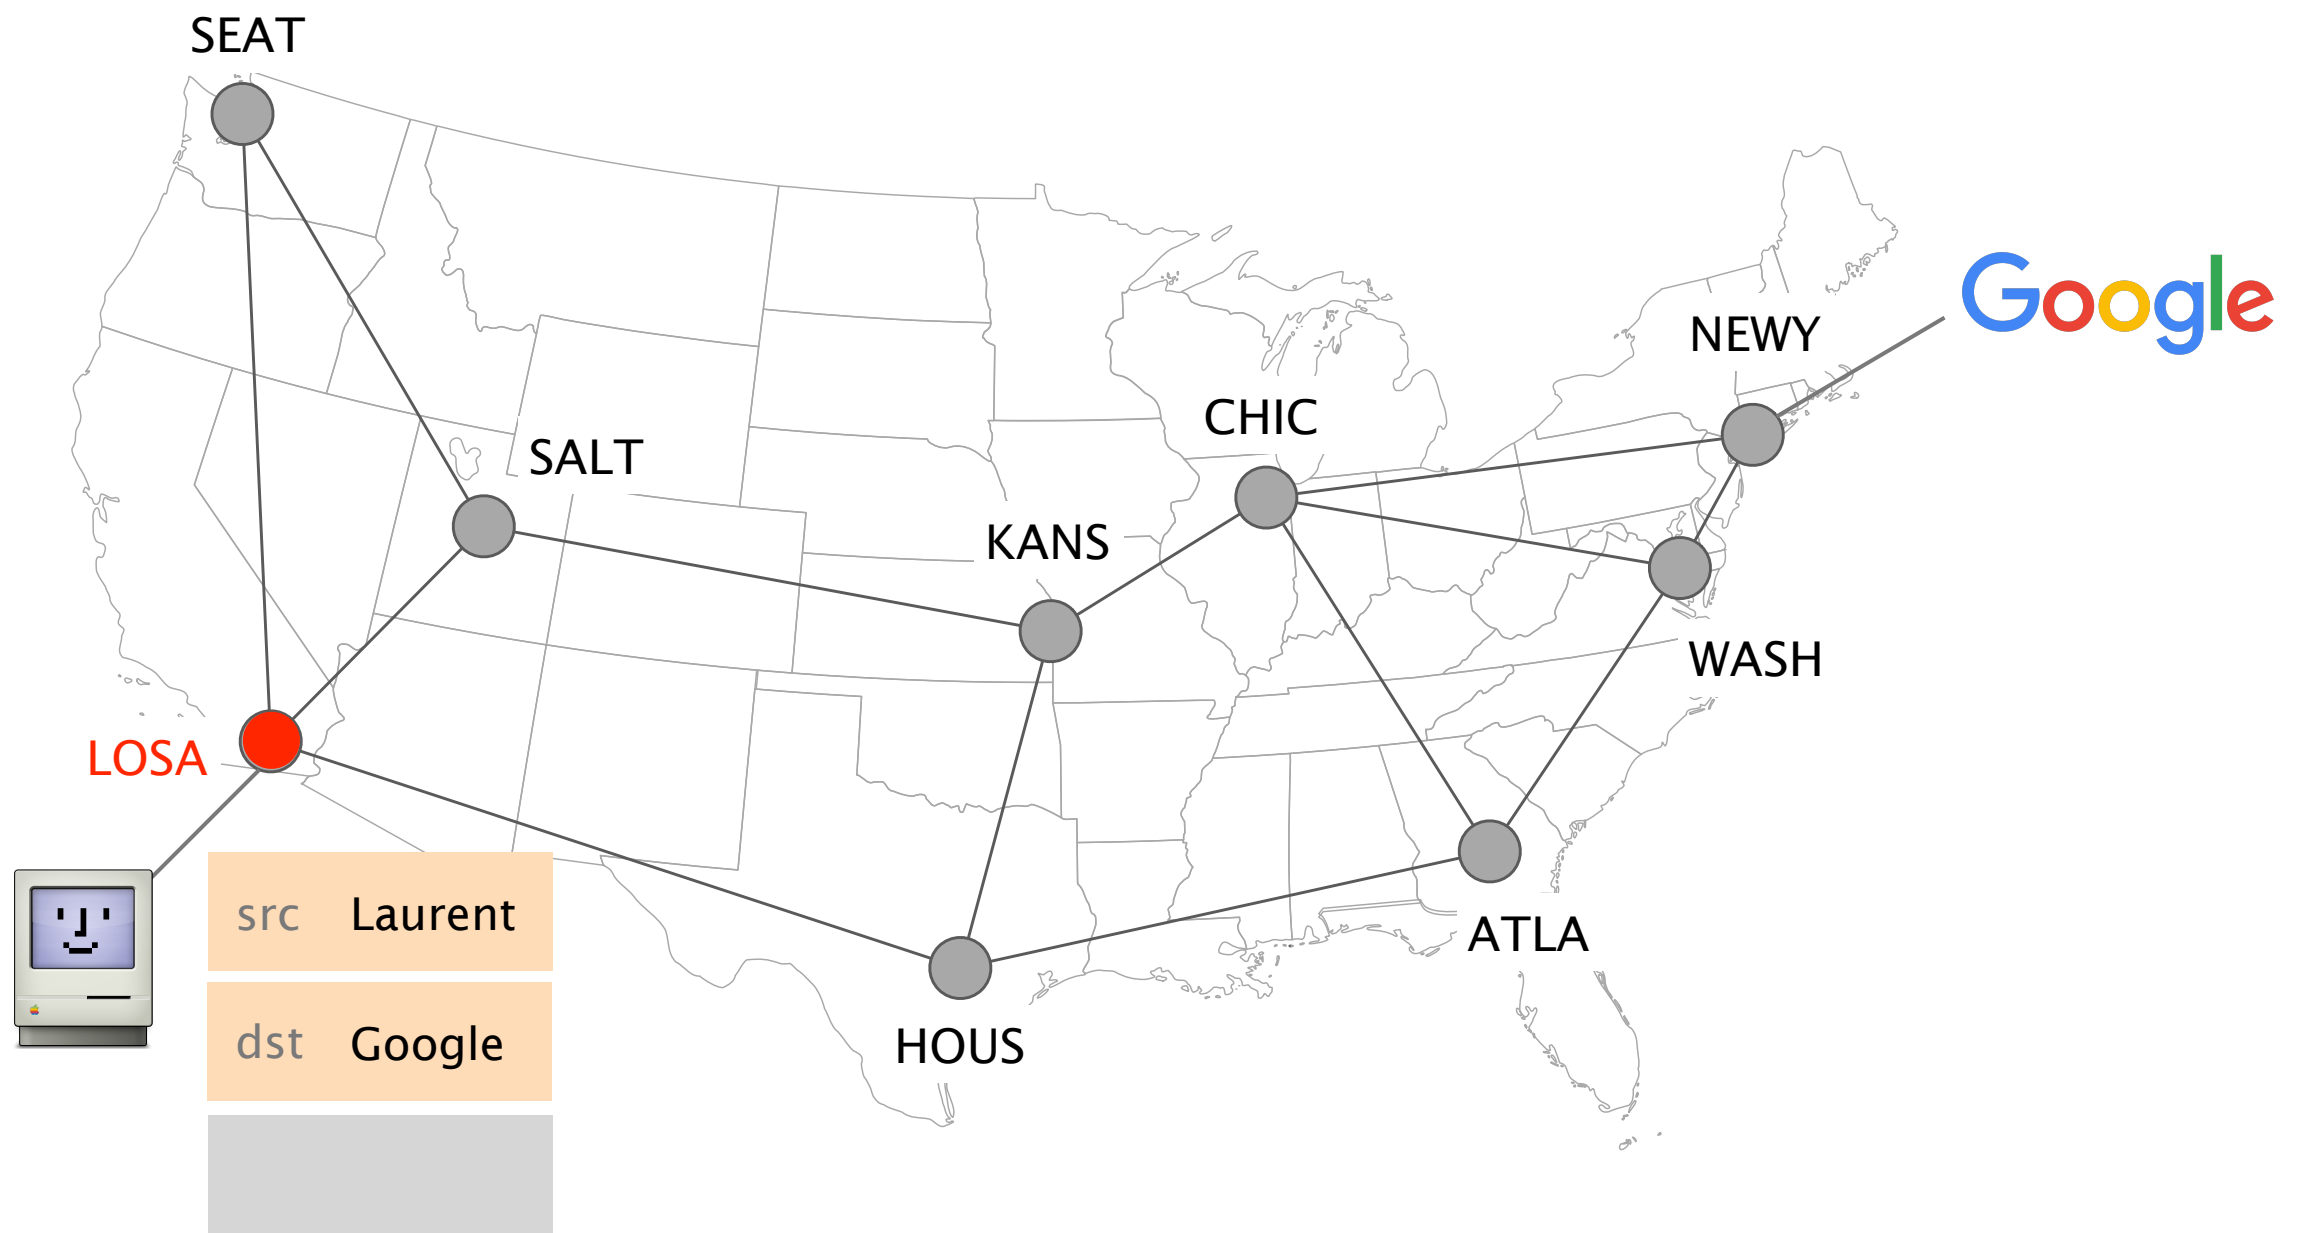 SEAT
Google
NEWY
CHIC
SALT
KANS
WASH
LOSA
src Laurent
ATLA
dst Google
HOUS